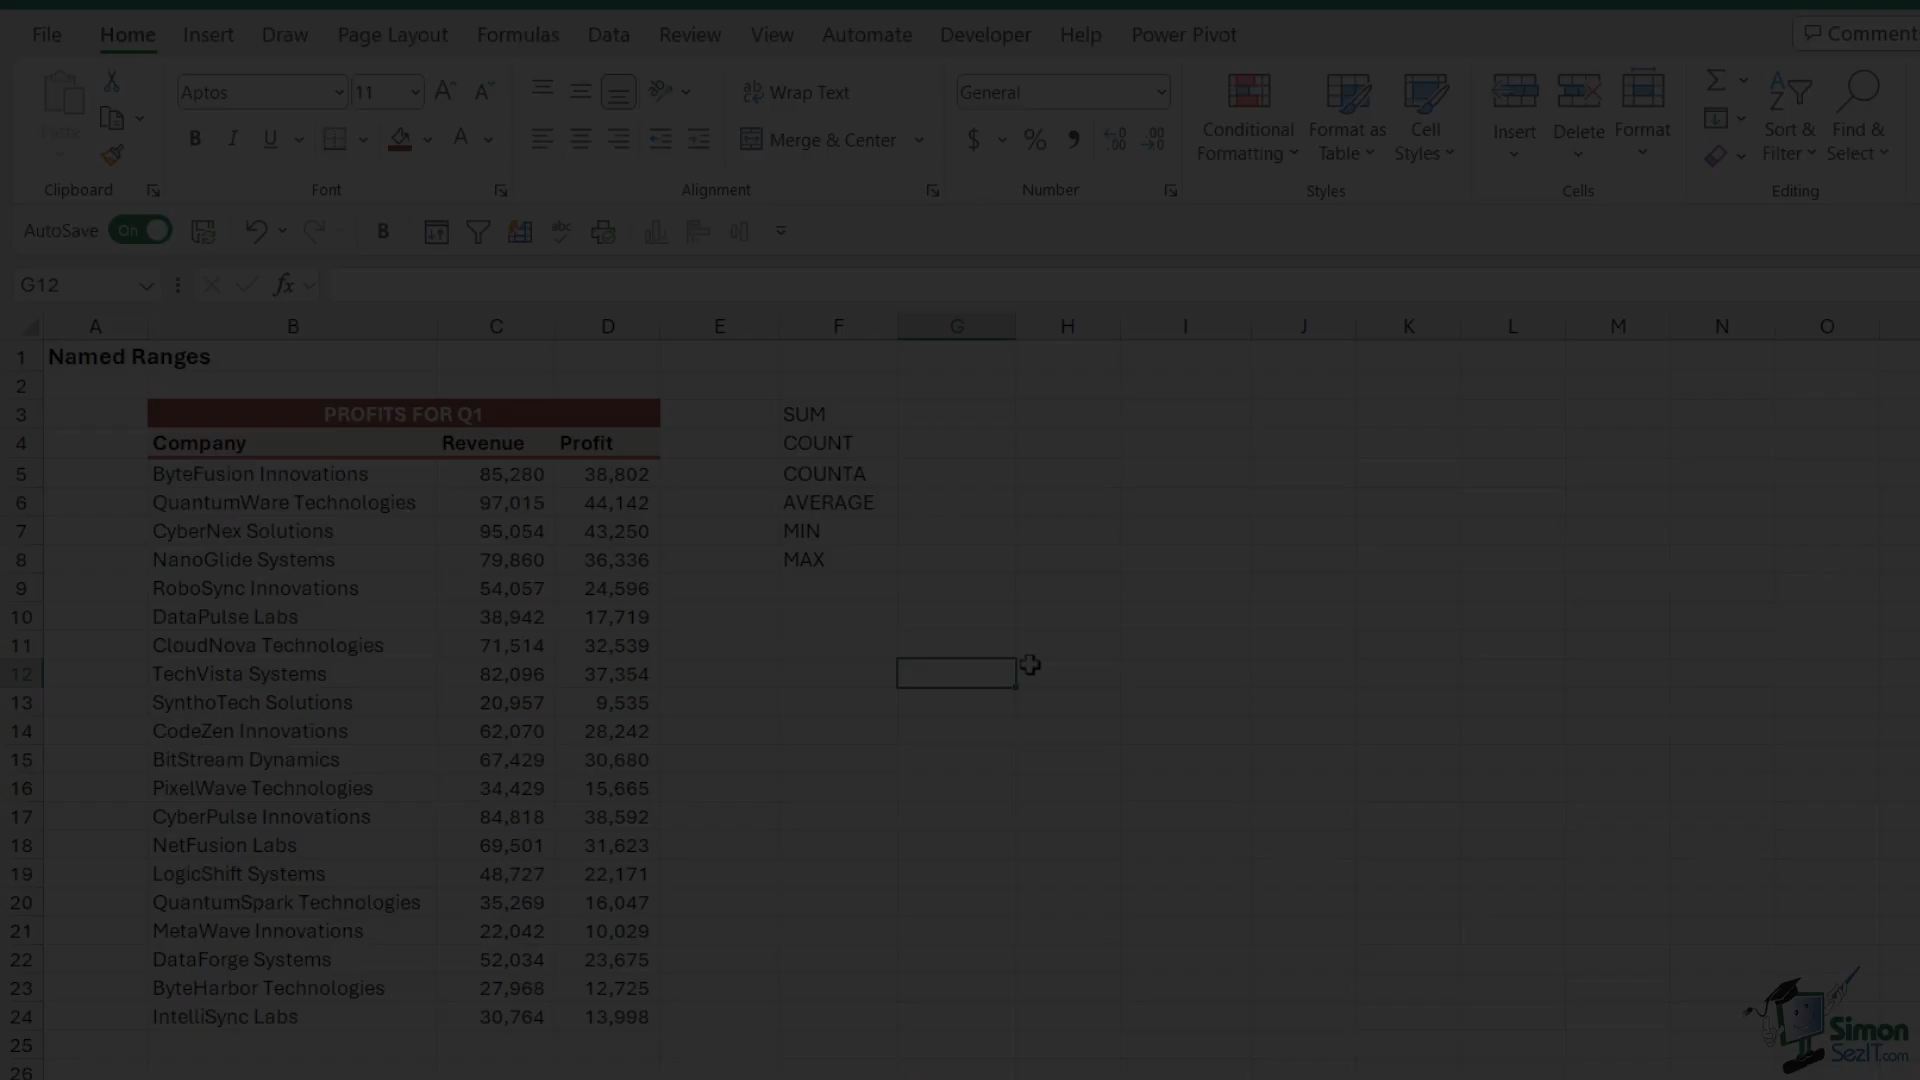 File Home Insert Draw Page Layout Formulas Data Review View Automate Developer Help Power Pivot Comments
Aptos 11 Wrap Text General
Paste B I U A Merge & Center $ % Conditional Formatting Format as Table Cell Styles Insert Delete Format Sort & Filter Find & Select
Clipboard Font Alignment Number Styles Cells Editing
AutoSave On B
G12 fx
A B C D E F G H I J K L M N O
1 Named Ranges
2
3 PROFITS FOR Q1 SUM
4 Company Revenue Profit COUNT
5 ByteFusion Innovations 85,280 38,802 COUNTA
6 QuantumWare Technologies 97,015 44,142 AVERAGE
7 CyberNex Solutions 95,054 43,250 MIN
8 NanoGlide Systems 79,860 36,336 MAX
9 RoboSync Innovations 54,057 24,596
10 DataPulse Labs 38,942 17,719
11 CloudNova Technologies 71,514 32,539
12 TechVista Systems 82,096 37,354
13 SynthoTech Solutions 20,957 9,535
14 CodeZen Innovations 62,070 28,242
15 BitStream Dynamics 67,429 30,680
16 PixelWave Technologies 34,429 15,665
17 CyberPulse Innovations 84,818 38,592
18 NetFusion Labs 69,501 31,623
19 LogicShift Systems 48,727 22,171
20 QuantumSpark Technologies 35,269 16,047
21 MetaWave Innovations 22,042 10,029
22 DataForge Systems 52,034 23,675
23 ByteHarbor Technologies 27,968 12,725
24 IntelliSync Labs 30,764 13,998
25
26
Simon
SezIT.com